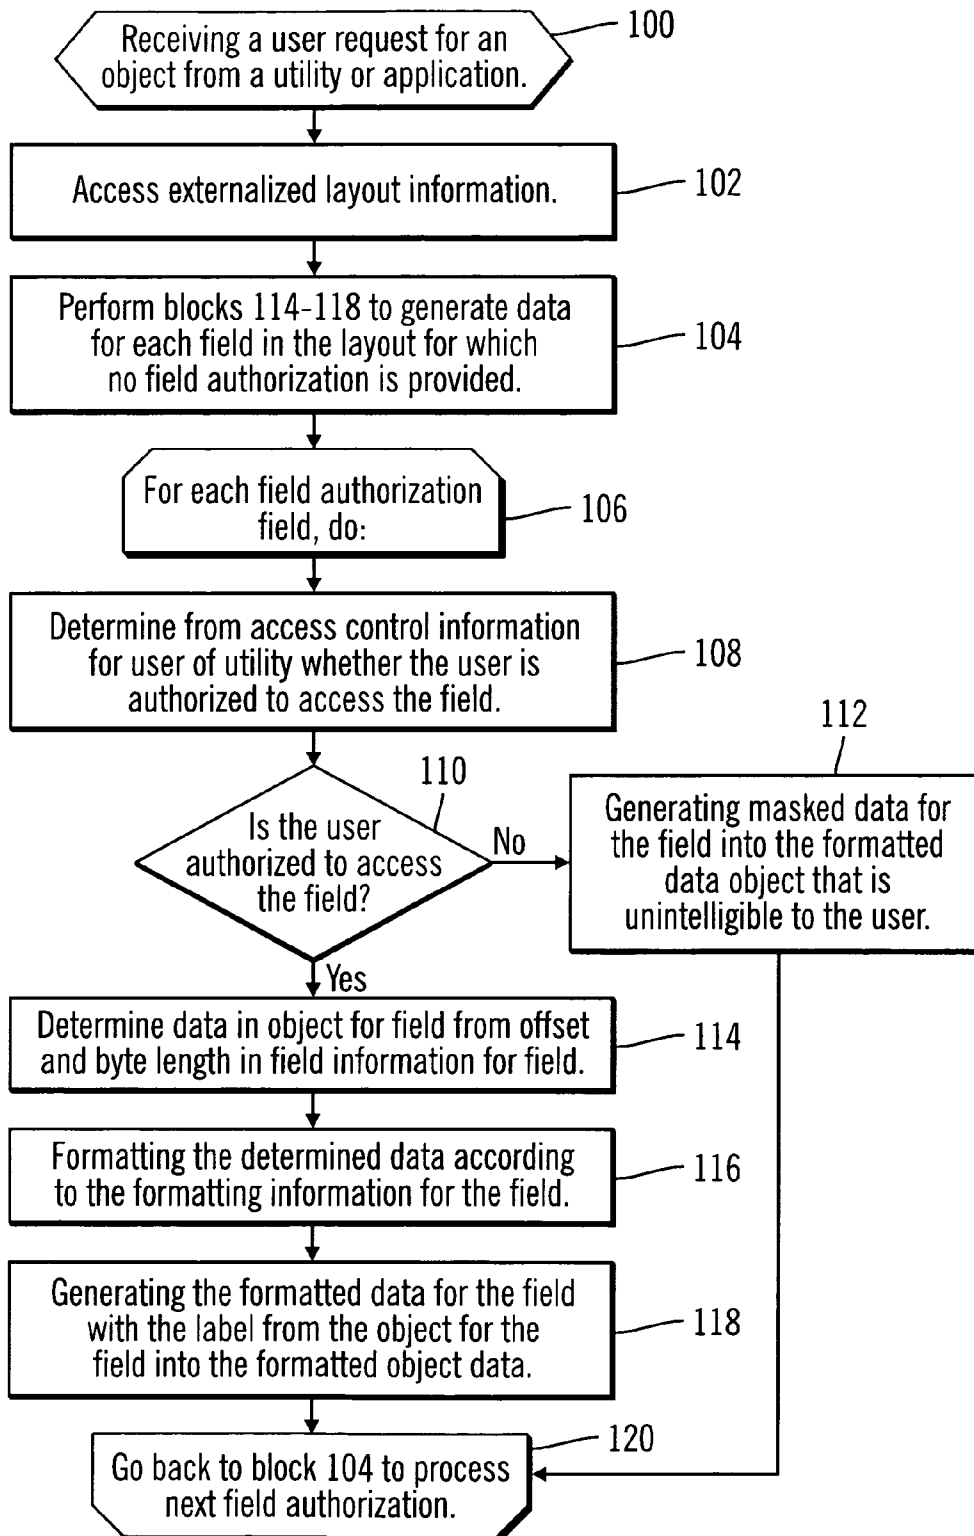 Receiving a user request for an
object from a utility or application.
100
Access externalized layout information.
102
Perform blocks 114-118 to generate data
for each field in the layout for which
no field authorization is provided.
104
For each field authorization
field, do:
106
Determine from access control information
for user of utility whether the user is
authorized to access the field.
108
110
Is the user
authorized to access
the field?
No
112
Generating masked data for
the field into the formatted
data object that is
unintelligible to the user.
Yes
Determine data in object for field from offset
and byte length in field information for field.
114
Formatting the determined data according
to the formatting information for the field.
116
Generating the formatted data for the field
with the label from the object for the
field into the formatted object data.
118
120
Go back to block 104 to process
next field authorization.